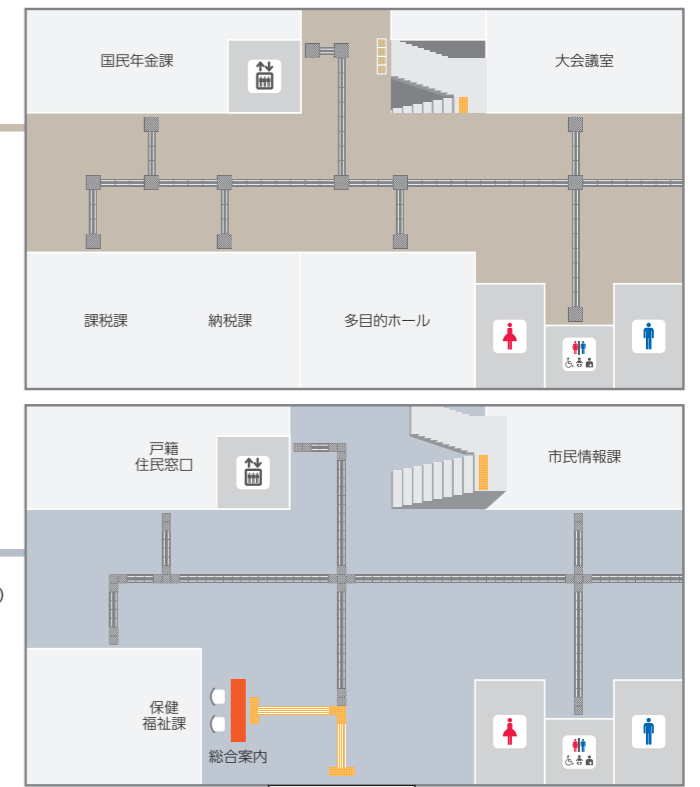 国民年金課
大会議室
課税課
納税課
多目的ホール
戸籍
住民窓口
市民情報課
)
保健
福祉課
総合案内